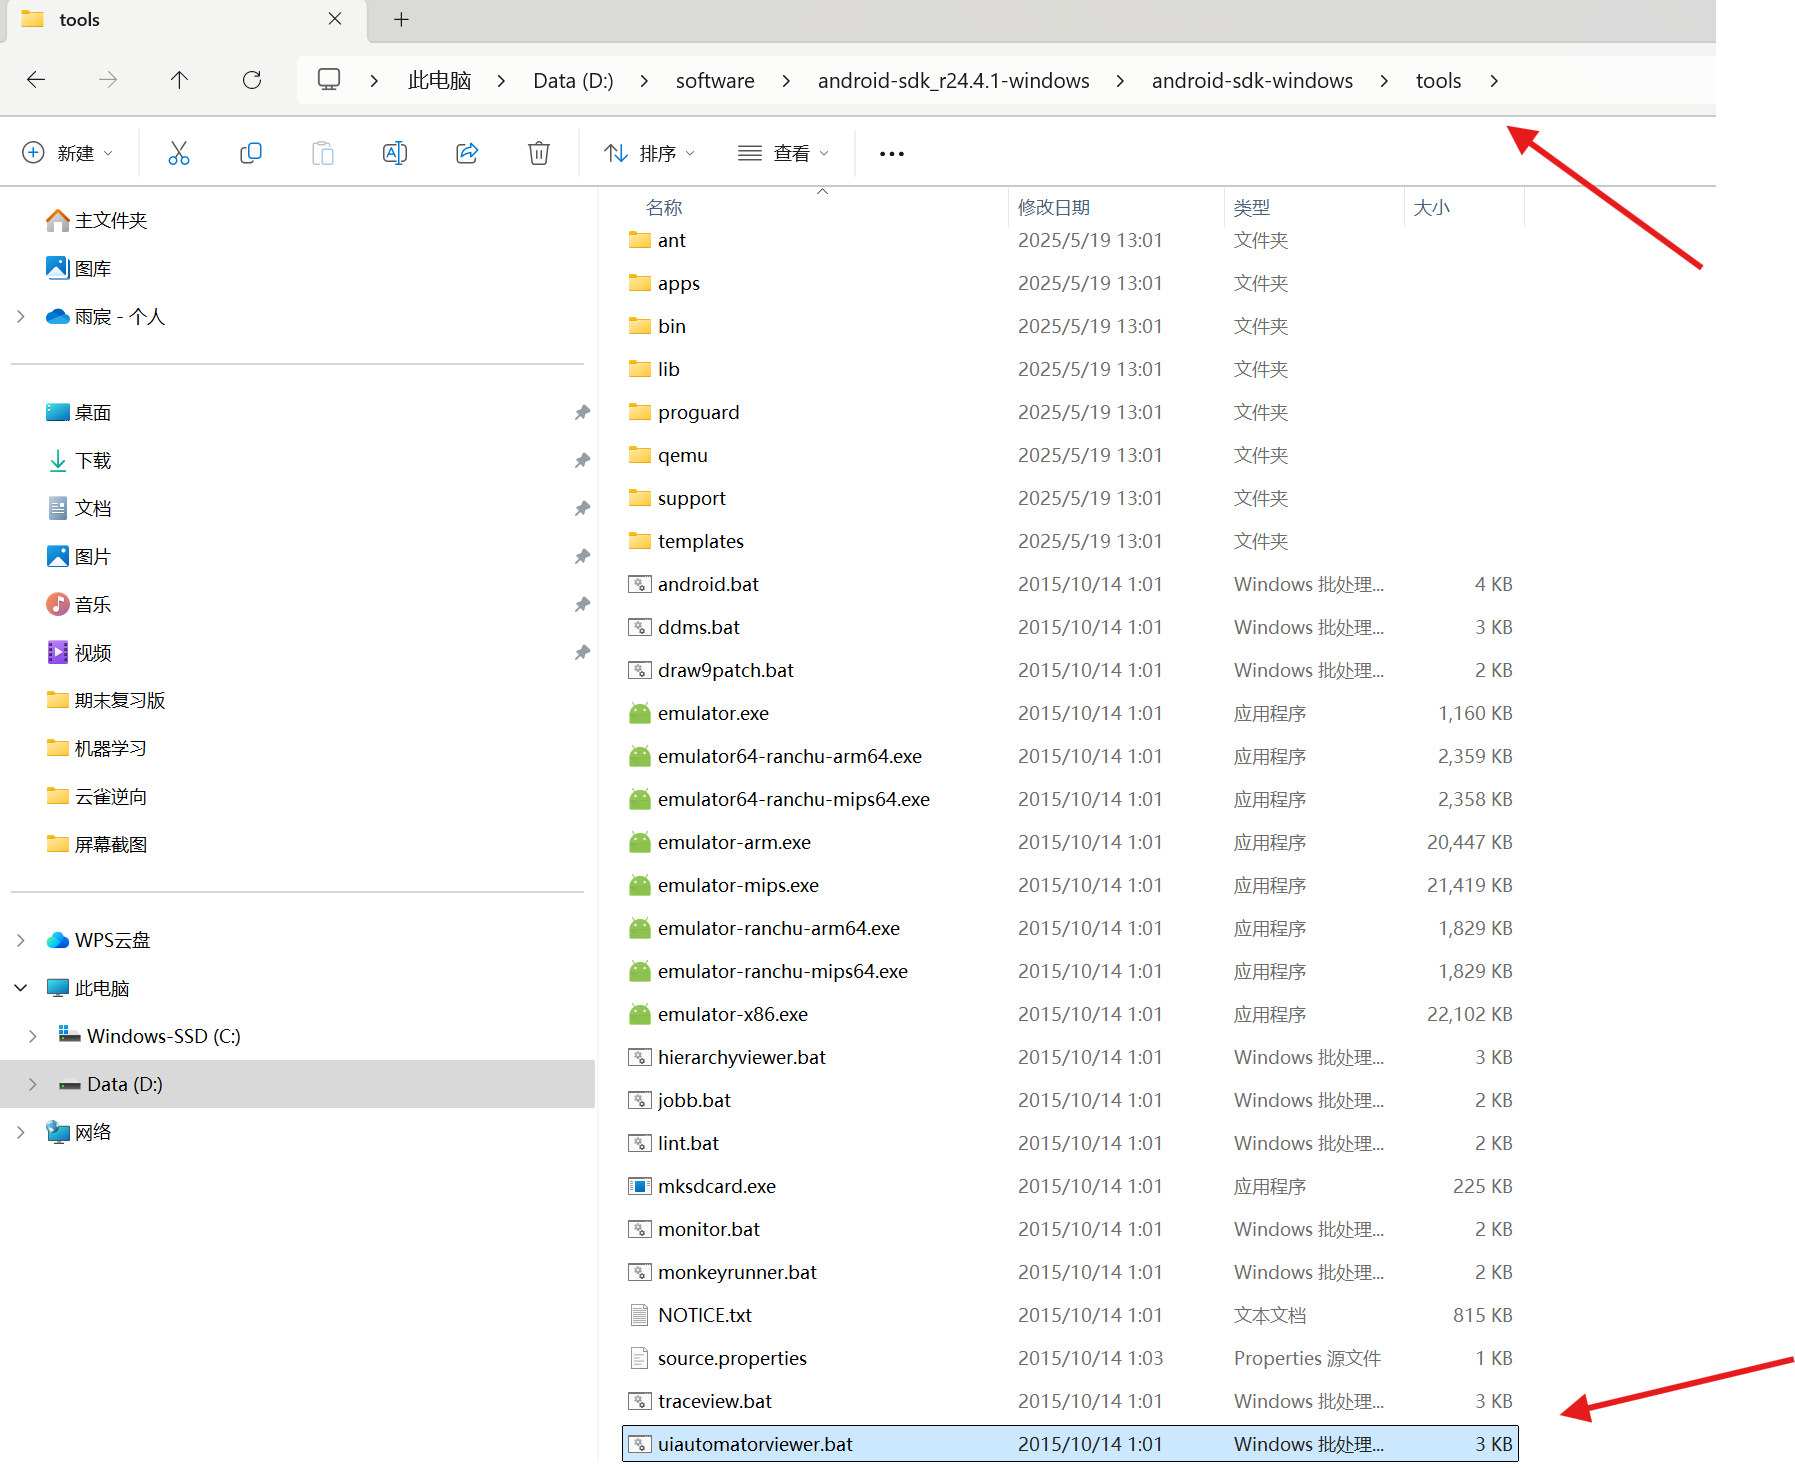 tools
此电脑 Data (D:) software android-sdk_r24.4.1-windows android-sdk-windows tools
新建 排序 查看
主文件夹
图库
雨宸 - 个人
桌面
下载
文档
图片
音乐
视频
期末复习版
机器学习
云雀逆向
屏幕截图
WPS云盘
此电脑
Windows-SSD (C:)
Data (D:)
网络
名称 修改日期 类型 大小
ant 2025/5/19 13:01 文件夹
apps 2025/5/19 13:01 文件夹
bin 2025/5/19 13:01 文件夹
lib 2025/5/19 13:01 文件夹
proguard 2025/5/19 13:01 文件夹
qemu 2025/5/19 13:01 文件夹
support 2025/5/19 13:01 文件夹
templates 2025/5/19 13:01 文件夹
android.bat 2015/10/14 1:01 Windows 批处理... 4 KB
ddms.bat 2015/10/14 1:01 Windows 批处理... 3 KB
draw9patch.bat 2015/10/14 1:01 Windows 批处理... 2 KB
emulator.exe 2015/10/14 1:01 应用程序 1,160 KB
emulator64-ranchu-arm64.exe 2015/10/14 1:01 应用程序 2,359 KB
emulator64-ranchu-mips64.exe 2015/10/14 1:01 应用程序 2,358 KB
emulator-arm.exe 2015/10/14 1:01 应用程序 20,447 KB
emulator-mips.exe 2015/10/14 1:01 应用程序 21,419 KB
emulator-ranchu-arm64.exe 2015/10/14 1:01 应用程序 1,829 KB
emulator-ranchu-mips64.exe 2015/10/14 1:01 应用程序 1,829 KB
emulator-x86.exe 2015/10/14 1:01 应用程序 22,102 KB
hierarchyviewer.bat 2015/10/14 1:01 Windows 批处理... 3 KB
jobb.bat 2015/10/14 1:01 Windows 批处理... 2 KB
lint.bat 2015/10/14 1:01 Windows 批处理... 2 KB
mksdcard.exe 2015/10/14 1:01 应用程序 225 KB
monitor.bat 2015/10/14 1:01 Windows 批处理... 2 KB
monkeyrunner.bat 2015/10/14 1:01 Windows 批处理... 2 KB
NOTICE.txt 2015/10/14 1:01 文本文档 815 KB
source.properties 2015/10/14 1:03 Properties 源文件 1 KB
traceview.bat 2015/10/14 1:01 Windows 批处理... 3 KB
uiautomatorviewer.bat 2015/10/14 1:01 Windows 批处理... 3 KB